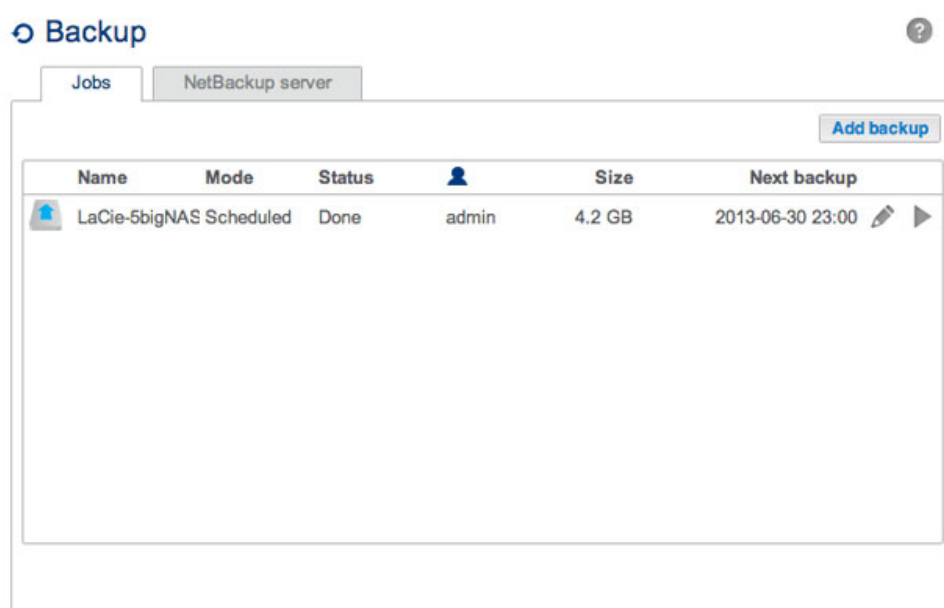 Backup
?
Jobs NetBackup server
Add backup
Name Mode Status Size Next backup
LaCie-5bigNAS Scheduled Done admin 4.2 GB 2013-06-30 23:00